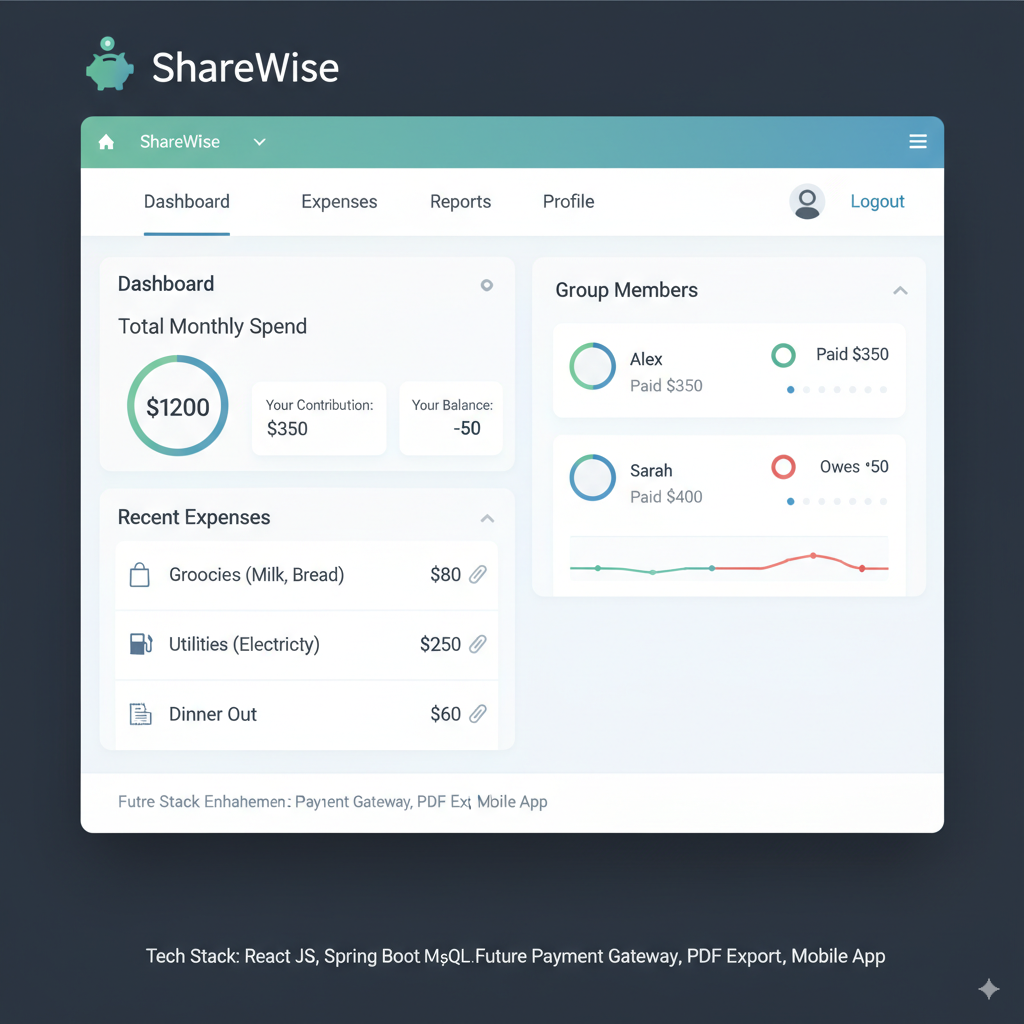 ShareWise
ShareWise
Dashboard Expenses Reports Profile Logout
Dashboard
Total Monthly Spend
$1200
Your Contribution:
$350
Your Balance:
-50
Recent Expenses
Groocies (Milk, Bread) $80
Utilities (Electricty) $250
Dinner Out $60
Group Members
Alex
Paid $350
Paid $350
Sarah
Paid $400
Owes •50
Futre Stack Enhahemen: Payment Gateway, PDF Ex, Mobile App
Tech Stack: React JS, Spring Boot MșQL.Future Payment Gateway, PDF Export, Mobile App